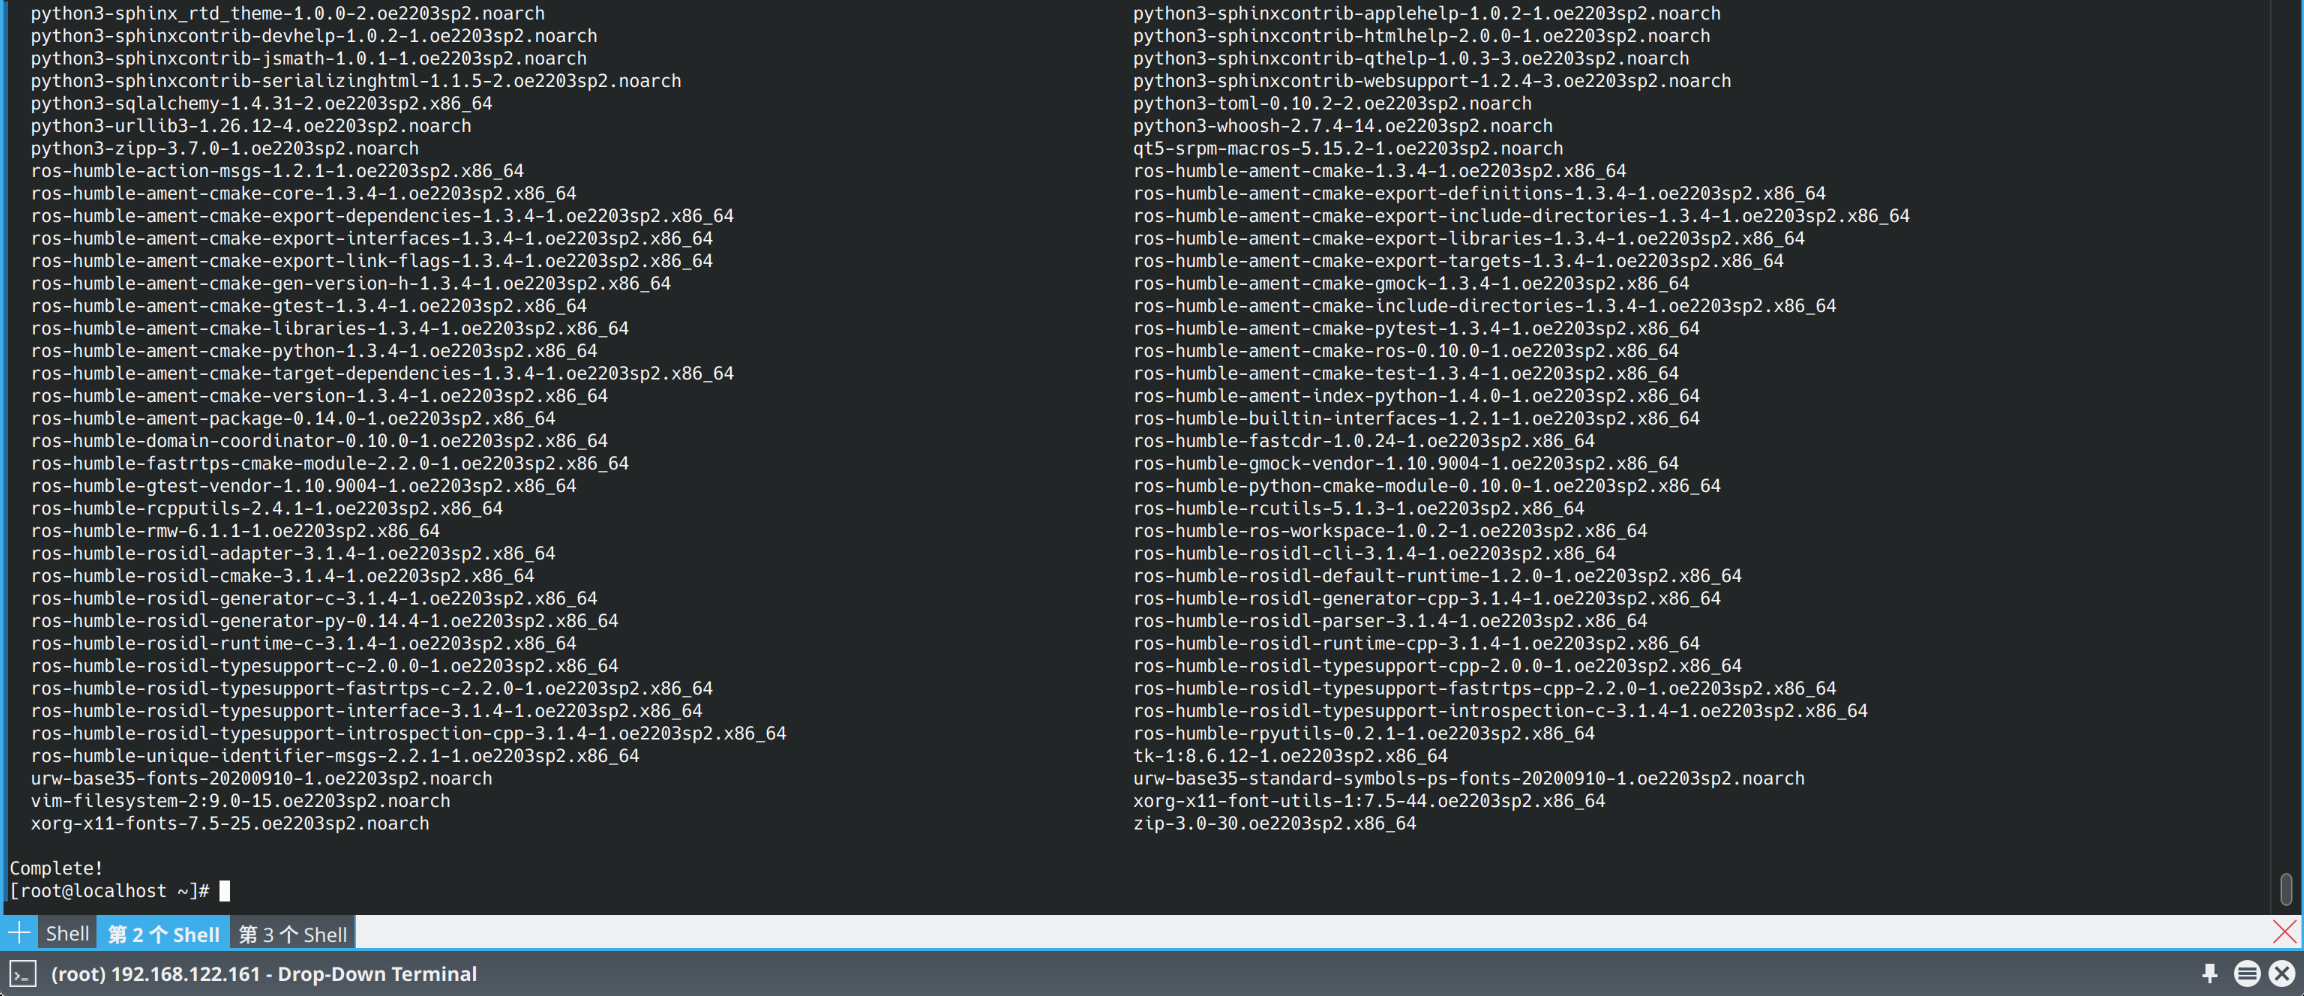 python3-sphinx_rtd_theme-1.0.0-2.oe2203sp2.noarch python3-sphinxcontrib-applehelp-1.0.2-1.oe2203sp2.noarch
python3-sphinxcontrib-devhelp-1.0.2-1.oe2203sp2.noarch python3-sphinxcontrib-htmlhelp-2.0.0-1.oe2203sp2.noarch
python3-sphinxcontrib-jsmath-1.0.1-1.oe2203sp2.noarch python3-sphinxcontrib-qthelp-1.0.3-3.oe2203sp2.noarch
python3-sphinxcontrib-serializinghtml-1.1.5-2.oe2203sp2.noarch python3-sphinxcontrib-websupport-1.2.4-3.oe2203sp2.noarch
python3-sqlalchemy-1.4.31-2.oe2203sp2.x86_64 python3-toml-0.10.2-2.oe2203sp2.noarch
python3-urllib3-1.26.12-4.oe2203sp2.noarch python3-whoosh-2.7.4-14.oe2203sp2.noarch
python3-zipp-3.7.0-1.oe2203sp2.noarch qt5-srpm-macros-5.15.2-1.oe2203sp2.noarch
ros-humble-action-msgs-1.2.1-1.oe2203sp2.x86_64 ros-humble-ament-cmake-1.3.4-1.oe2203sp2.x86_64
ros-humble-ament-cmake-core-1.3.4-1.oe2203sp2.x86_64 ros-humble-ament-cmake-export-definitions-1.3.4-1.oe2203sp2.x86_64
ros-humble-ament-cmake-export-dependencies-1.3.4-1.oe2203sp2.x86_64 ros-humble-ament-cmake-export-include-directories-1.3.4-1.oe2203sp2.x86_64
ros-humble-ament-cmake-export-interfaces-1.3.4-1.oe2203sp2.x86_64 ros-humble-ament-cmake-export-libraries-1.3.4-1.oe2203sp2.x86_64
ros-humble-ament-cmake-export-link-flags-1.3.4-1.oe2203sp2.x86_64 ros-humble-ament-cmake-export-targets-1.3.4-1.oe2203sp2.x86_64
ros-humble-ament-cmake-gen-version-h-1.3.4-1.oe2203sp2.x86_64 ros-humble-ament-cmake-gmock-1.3.4-1.oe2203sp2.x86_64
ros-humble-ament-cmake-gtest-1.3.4-1.oe2203sp2.x86_64 ros-humble-ament-cmake-include-directories-1.3.4-1.oe2203sp2.x86_64
ros-humble-ament-cmake-libraries-1.3.4-1.oe2203sp2.x86_64 ros-humble-ament-cmake-pytest-1.3.4-1.oe2203sp2.x86_64
ros-humble-ament-cmake-python-1.3.4-1.oe2203sp2.x86_64 ros-humble-ament-cmake-ros-0.10.0-1.oe2203sp2.x86_64
ros-humble-ament-cmake-target-dependencies-1.3.4-1.oe2203sp2.x86_64 ros-humble-ament-cmake-test-1.3.4-1.oe2203sp2.x86_64
ros-humble-ament-cmake-version-1.3.4-1.oe2203sp2.x86_64 ros-humble-ament-index-python-1.4.0-1.oe2203sp2.x86_64
ros-humble-ament-package-0.14.0-1.oe2203sp2.x86_64 ros-humble-builtin-interfaces-1.2.1-1.oe2203sp2.x86_64
ros-humble-domain-coordinator-0.10.0-1.oe2203sp2.x86_64 ros-humble-fastcdr-1.0.24-1.oe2203sp2.x86_64
ros-humble-fastrtps-cmake-module-2.2.0-1.oe2203sp2.x86_64 ros-humble-gmock-vendor-1.10.9004-1.oe2203sp2.x86_64
ros-humble-gtest-vendor-1.10.9004-1.oe2203sp2.x86_64 ros-humble-python-cmake-module-0.10.0-1.oe2203sp2.x86_64
ros-humble-rcpputils-2.4.1-1.oe2203sp2.x86_64 ros-humble-rcutils-5.1.3-1.oe2203sp2.x86_64
ros-humble-rmw-6.1.1-1.oe2203sp2.x86_64 ros-humble-ros-workspace-1.0.2-1.oe2203sp2.x86_64
ros-humble-rosidl-adapter-3.1.4-1.oe2203sp2.x86_64 ros-humble-rosidl-cli-3.1.4-1.oe2203sp2.x86_64
ros-humble-rosidl-cmake-3.1.4-1.oe2203sp2.x86_64 ros-humble-rosidl-default-runtime-1.2.0-1.oe2203sp2.x86_64
ros-humble-rosidl-generator-c-3.1.4-1.oe2203sp2.x86_64 ros-humble-rosidl-generator-cpp-3.1.4-1.oe2203sp2.x86_64
ros-humble-rosidl-generator-py-0.14.4-1.oe2203sp2.x86_64 ros-humble-rosidl-parser-3.1.4-1.oe2203sp2.x86_64
ros-humble-rosidl-runtime-c-3.1.4-1.oe2203sp2.x86_64 ros-humble-rosidl-runtime-cpp-3.1.4-1.oe2203sp2.x86_64
ros-humble-rosidl-typesupport-c-2.0.0-1.oe2203sp2.x86_64 ros-humble-rosidl-typesupport-cpp-2.0.0-1.oe2203sp2.x86_64
ros-humble-rosidl-typesupport-fastrtps-c-2.2.0-1.oe2203sp2.x86_64 ros-humble-rosidl-typesupport-fastrtps-cpp-2.2.0-1.oe2203sp2.x86_64
ros-humble-rosidl-typesupport-interface-3.1.4-1.oe2203sp2.x86_64 ros-humble-rosidl-typesupport-introspection-c-3.1.4-1.oe2203sp2.x86_64
ros-humble-rosidl-typesupport-introspection-cpp-3.1.4-1.oe2203sp2.x86_64 ros-humble-rpyutils-0.2.1-1.oe2203sp2.x86_64
ros-humble-unique-identifier-msgs-2.2.1-1.oe2203sp2.x86_64 tk-1:8.6.12-1.oe2203sp2.x86_64
urw-base35-fonts-20200910-1.oe2203sp2.noarch urw-base35-standard-symbols-ps-fonts-20200910-1.oe2203sp2.noarch
vim-filesystem-2:9.0-15.oe2203sp2.noarch xorg-x11-font-utils-1:7.5-44.oe2203sp2.x86_64
xorg-x11-fonts-7.5-25.oe2203sp2.noarch zip-3.0-30.oe2203sp2.x86_64
Complete!
[root@localhost ~]#
Shell 第 2 个 Shell 第 3 个 Shell
(root) 192.168.122.161 - Drop-Down Terminal